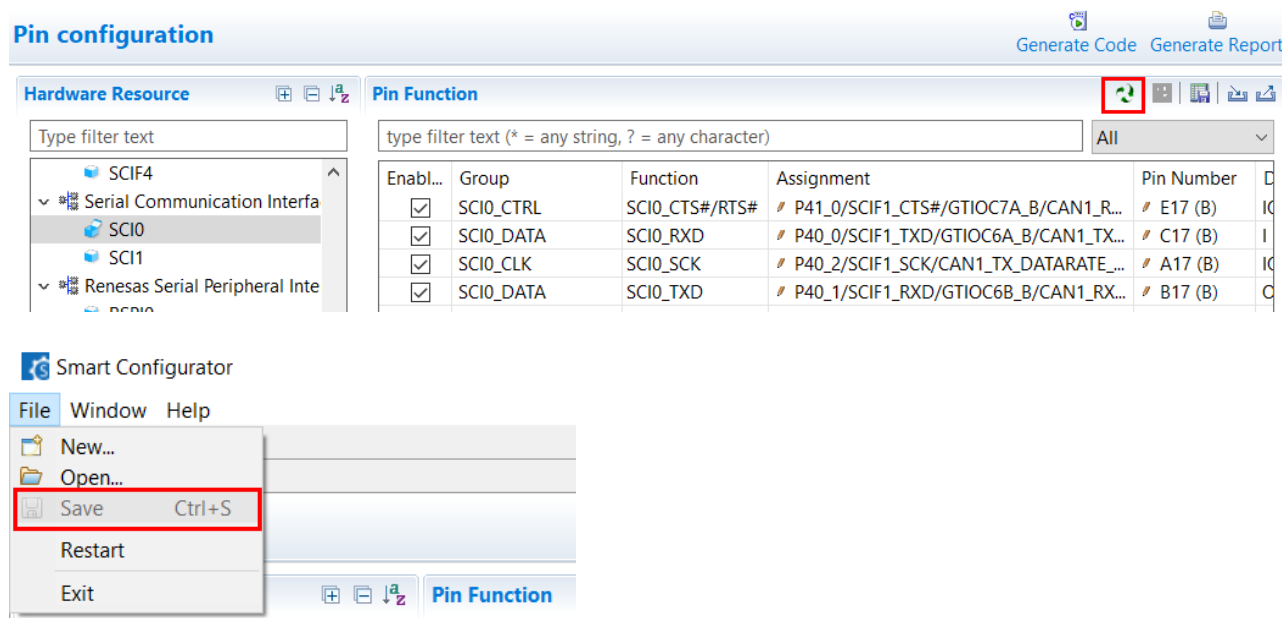 Pin configuration
Generate Code Generate Report
Hardware Resource
Pin Function
Type filter text
type filter text (* = any string, ? = any character)
All
SCIF4
Serial Communication Interfa
SCI0
SCI1
Renesas Serial Peripheral Inte
Enabl... Group Function Assignment Pin Number
SCI0_CTRL SCI0_CTS#/RTS# P41_0/SCIF1_CTS#/GTIOC7A_B/CAN1_R... E17 (B)
SCI0_DATA SCI0_RXD P40_0/SCIF1_TXD/GTIOC6A_B/CAN1_TX... C17 (B) I
SCI0_CLK SCI0_SCK P40_2/SCIF1_SCK/CAN1_TX_DATARATE_... A17 (B)
SCI0_DATA SCI0_TXD P40_1/SCIF1_RXD/GTIOC6B_B/CAN1_RX... B17 (B)
Smart Configurator
File Window Help
New...
Open...
Save Ctrl+S
Restart
Exit
Pin Function